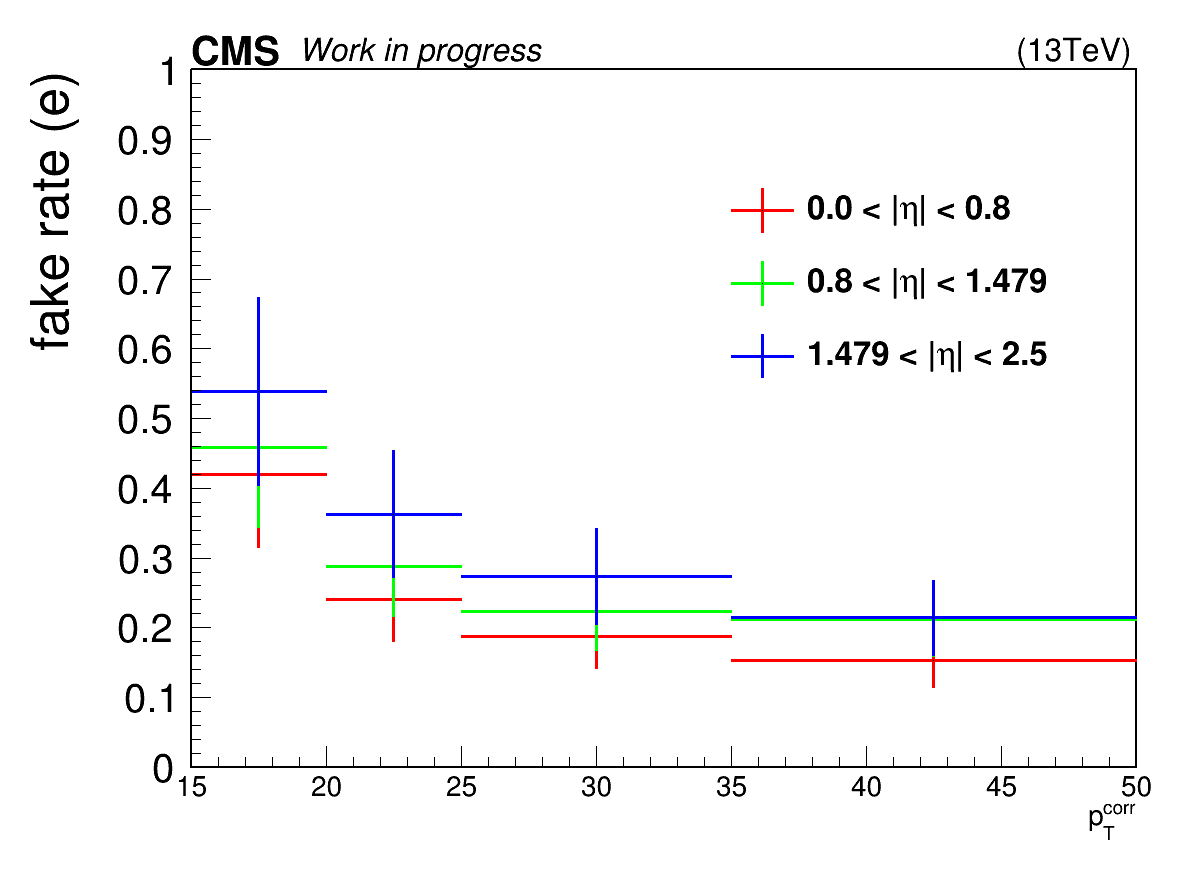 CMS Work in progress (13TeV)
fake rate (e)
1
0.9
0.8
0.7
0.6
0.5
0.4
0.3
0.2
0.1
0
0.0 < |η| < 0.8
0.8 < |η| < 1.479
1.479 < |η| < 2.5
15 20 25 30 35 40 45 50
p_T^corr